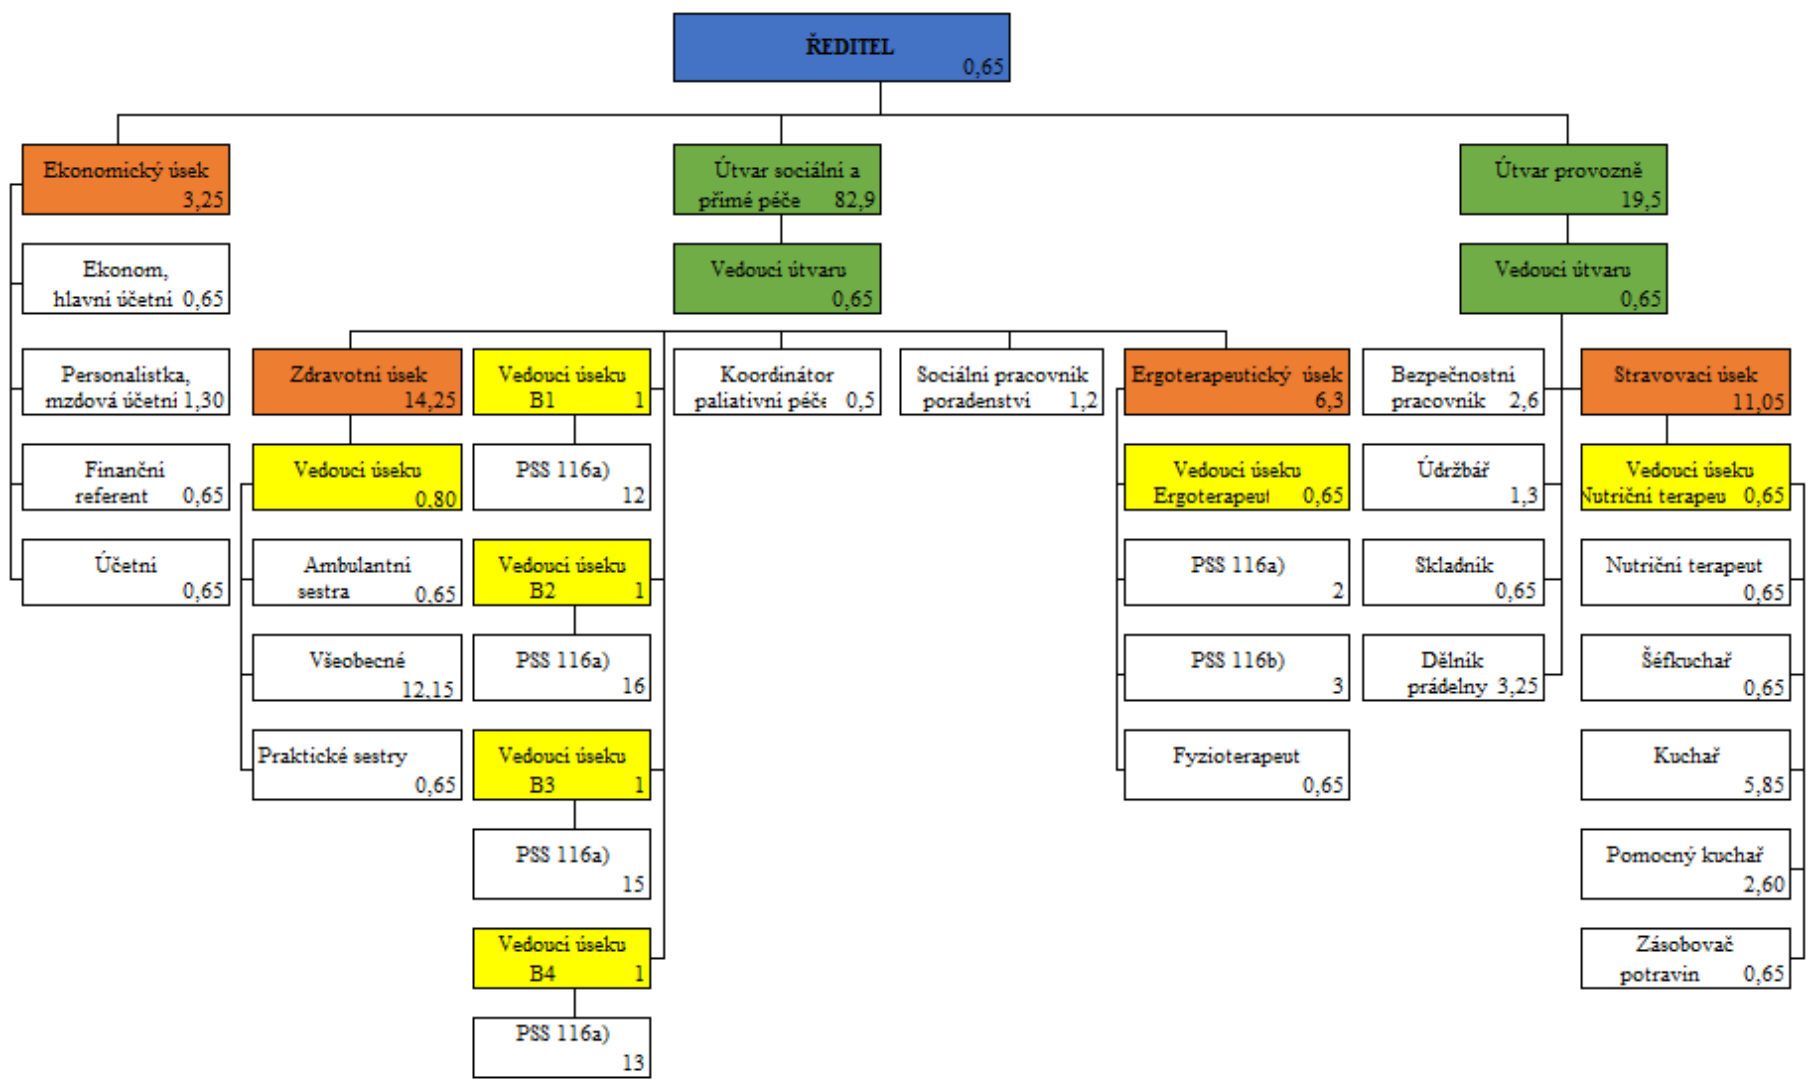 ŘEDITEL
0,65
Ekonomický úsek
3,25
Útvar sociální a
přímé péče 82,9
Útvar provozně
19,5
Ekonom,
hlavní účetní 0,65
Vedoucí útvaru
0,65
Vedoucí útvaru
0,65
Personalistka,
mzdová účetní 1,30
Zdravotní úsek
14,25
Vedoucí úseku
B1 1
Koordinátor
paliativní péče 0,5
Sociální pracovník
poradenství 1,2
Ergoterapeutický úsek
6,3
Bezpečnostní
pracovník 2,6
Stravovací úsek
11,05
Finanční
referent 0,65
Vedoucí úseku
0,80
PSS 116a)
12
Vedoucí úseku
Ergoterapeut 0,65
Údržbář
1,3
Vedoucí úseku
Nutriční terapeu 0,65
Účetní
0,65
Ambulantní
sestra 0,65
Vedoucí úseku
B2 1
PSS 116a)
2
Skladník
0,65
Nutriční terapeut
0,65
Všeobecné
12,15
PSS 116a)
16
PSS 116b)
3
Dělník
prádelny 3,25
Šéfkuchař
0,65
Praktické sestry
0,65
Vedoucí úseku
B3 1
Fyzioterapeut
0,65
Kuchař
5,85
PSS 116a)
15
Pomocný kuchař
2,60
Vedoucí úseku
B4 1
Zásobovač
potravin 0,65
PSS 116a)
13